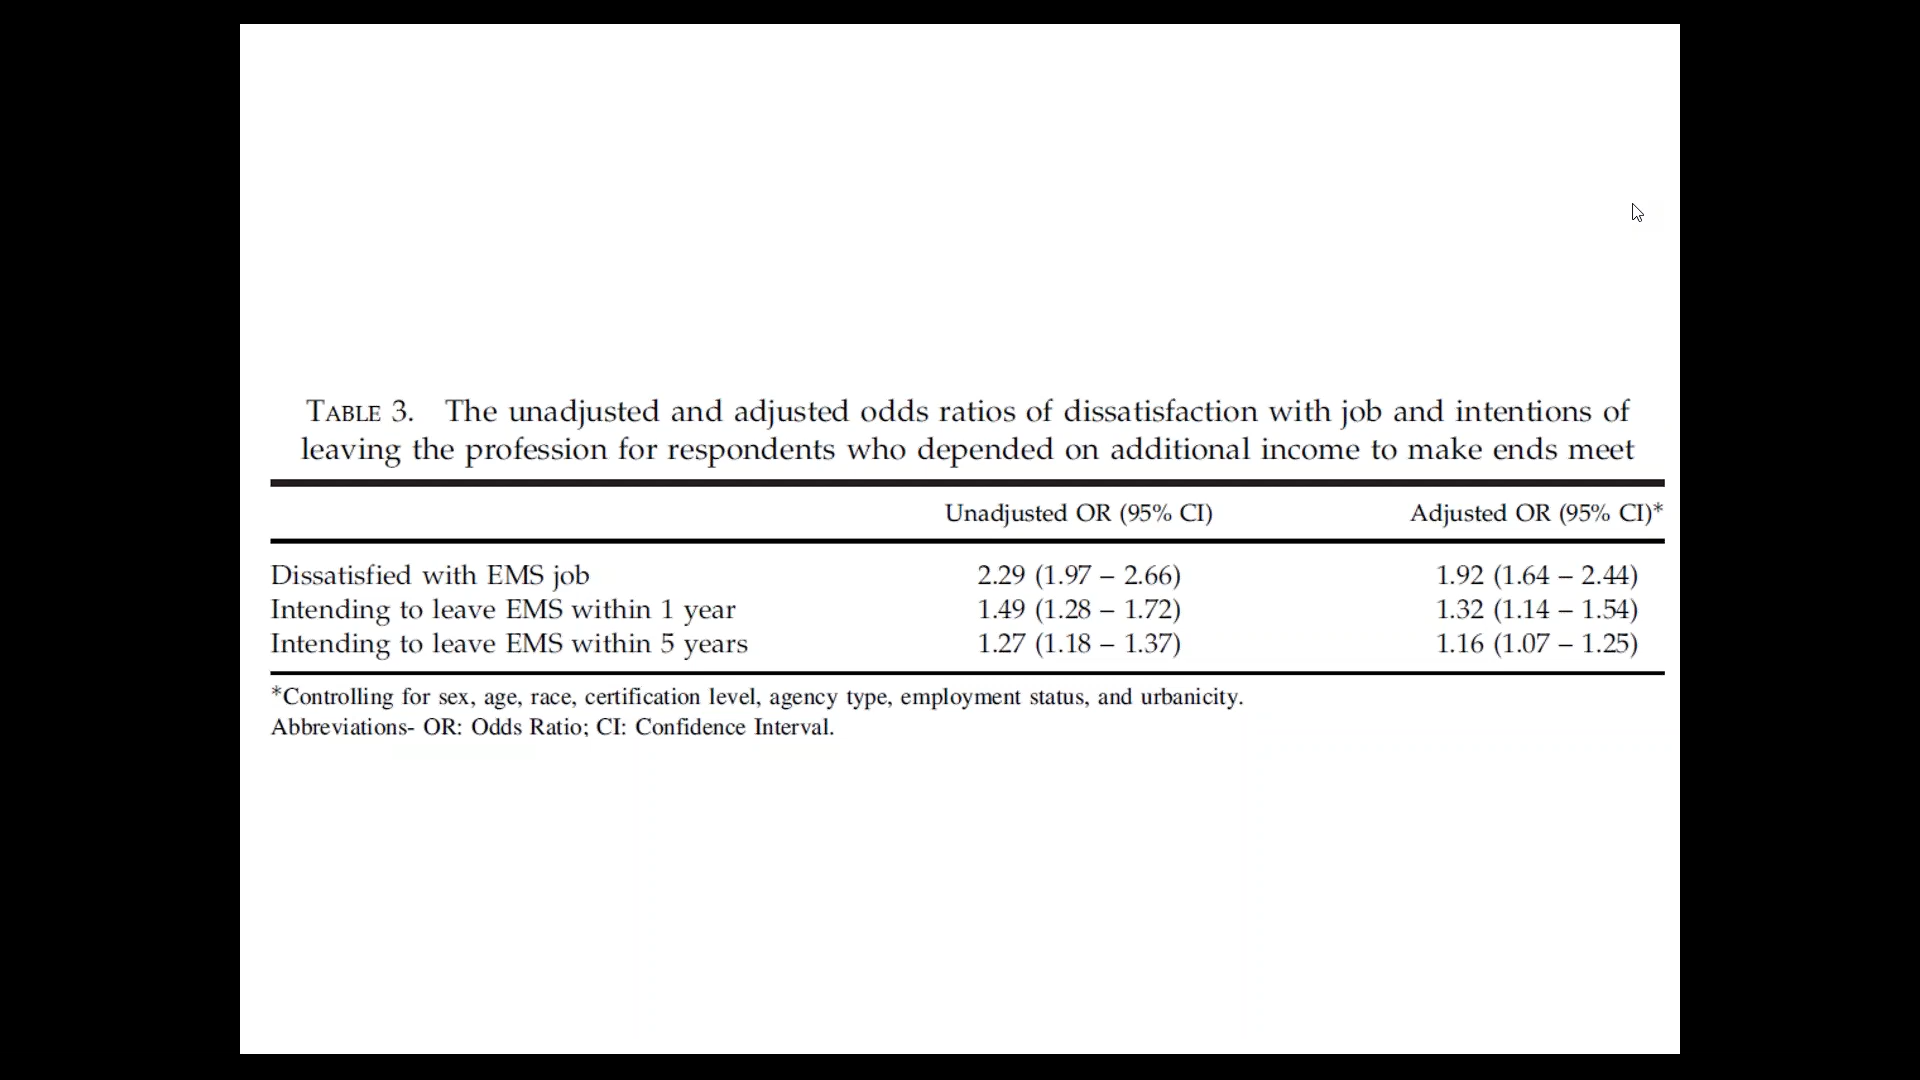 TABLE 3. The unadjusted and adjusted odds ratios of dissatisfaction with job and intentions of
leaving the profession for respondents who depended on additional income to make ends meet
Unadjusted OR (95% CI) Adjusted OR (95% CI)*
Dissatisfied with EMS job 2.29 (1.97 – 2.66) 1.92 (1.64 – 2.44)
Intending to leave EMS within 1 year 1.49 (1.28 – 1.72) 1.32 (1.14 – 1.54)
Intending to leave EMS within 5 years 1.27 (1.18 – 1.37) 1.16 (1.07 – 1.25)
*Controlling for sex, age, race, certification level, agency type, employment status, and urbanicity.
Abbreviations- OR: Odds Ratio; CI: Confidence Interval.